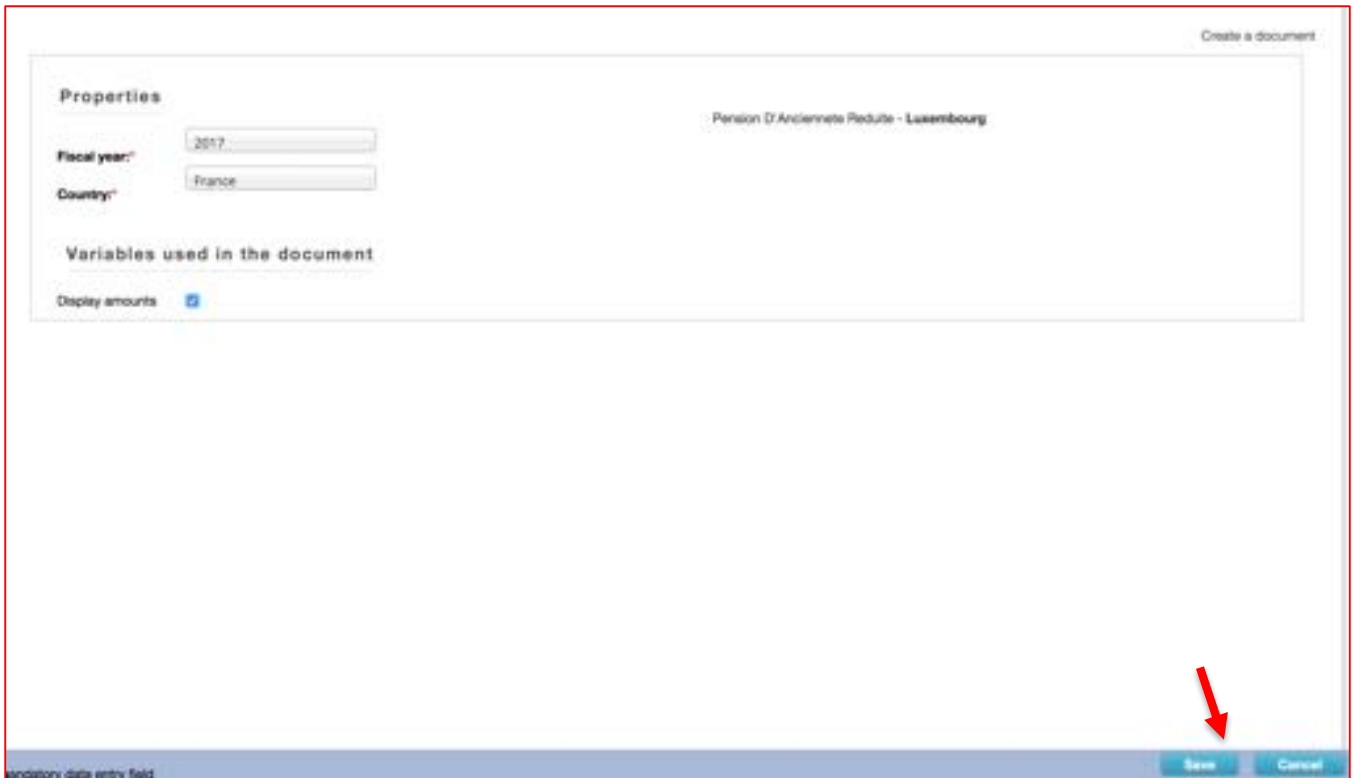 Create a document
Properties
Pension D'Anciennete Reduite - Luxembourg
Fiscal year:* 2017
Country:* France
Variables used in the document
Display amounts
data entry field
Save Cancel